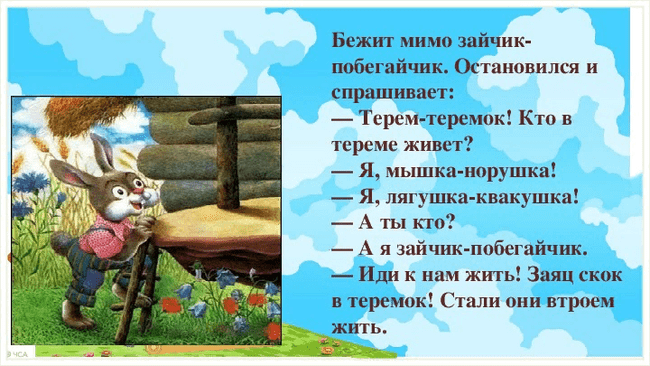 Бежит мимо зайчик-
побегайчик. Остановился и
спрашивает:
— Терем-теремок! Кто в
тереме живет?
— Я, мышка-норушка!
— Я, лягушка-квакушка!
— А ты кто?
— А я зайчик-побегайчик.
— Иди к нам жить! Заяц скок
в теремок! Стали они втроем
жить.